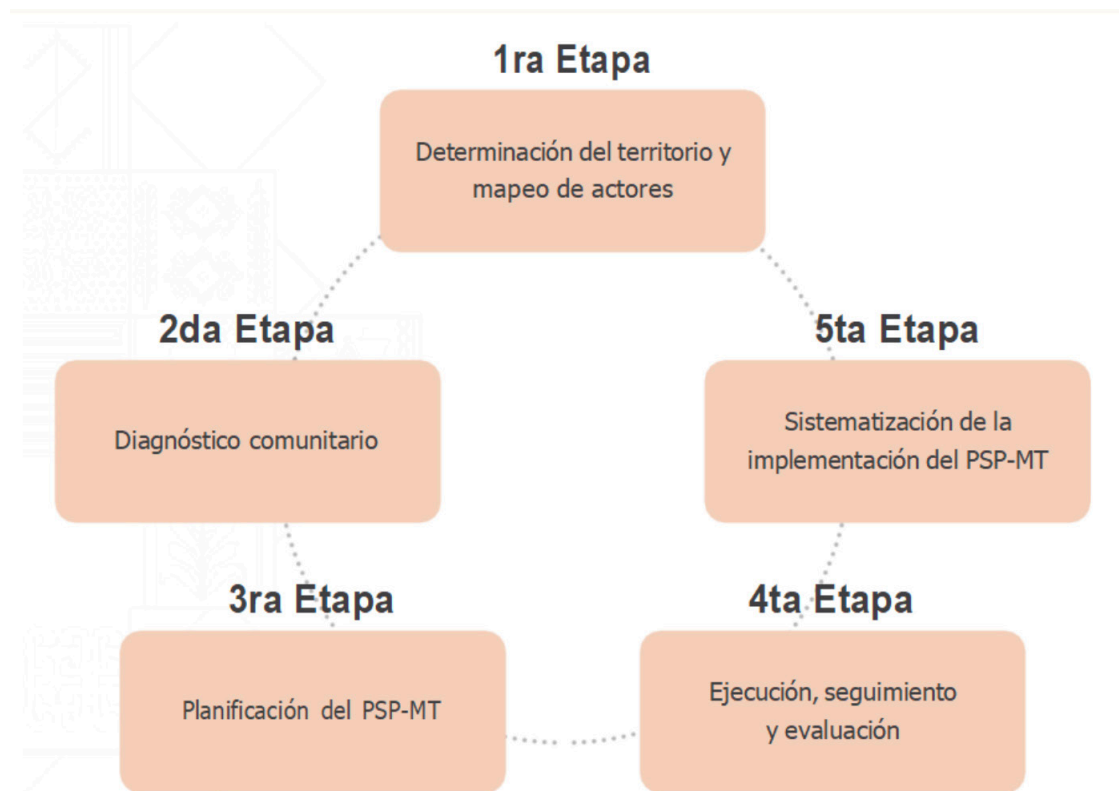 1ra Etapa
Determinación del territorio y
mapeo de actores
2da Etapa
Diagnóstico comunitario
3ra Etapa
Planificación del PSP-MT
4ta Etapa
Ejecución, seguimiento
y evaluación
5ta Etapa
Sistematización de la
implementación del PSP-MT